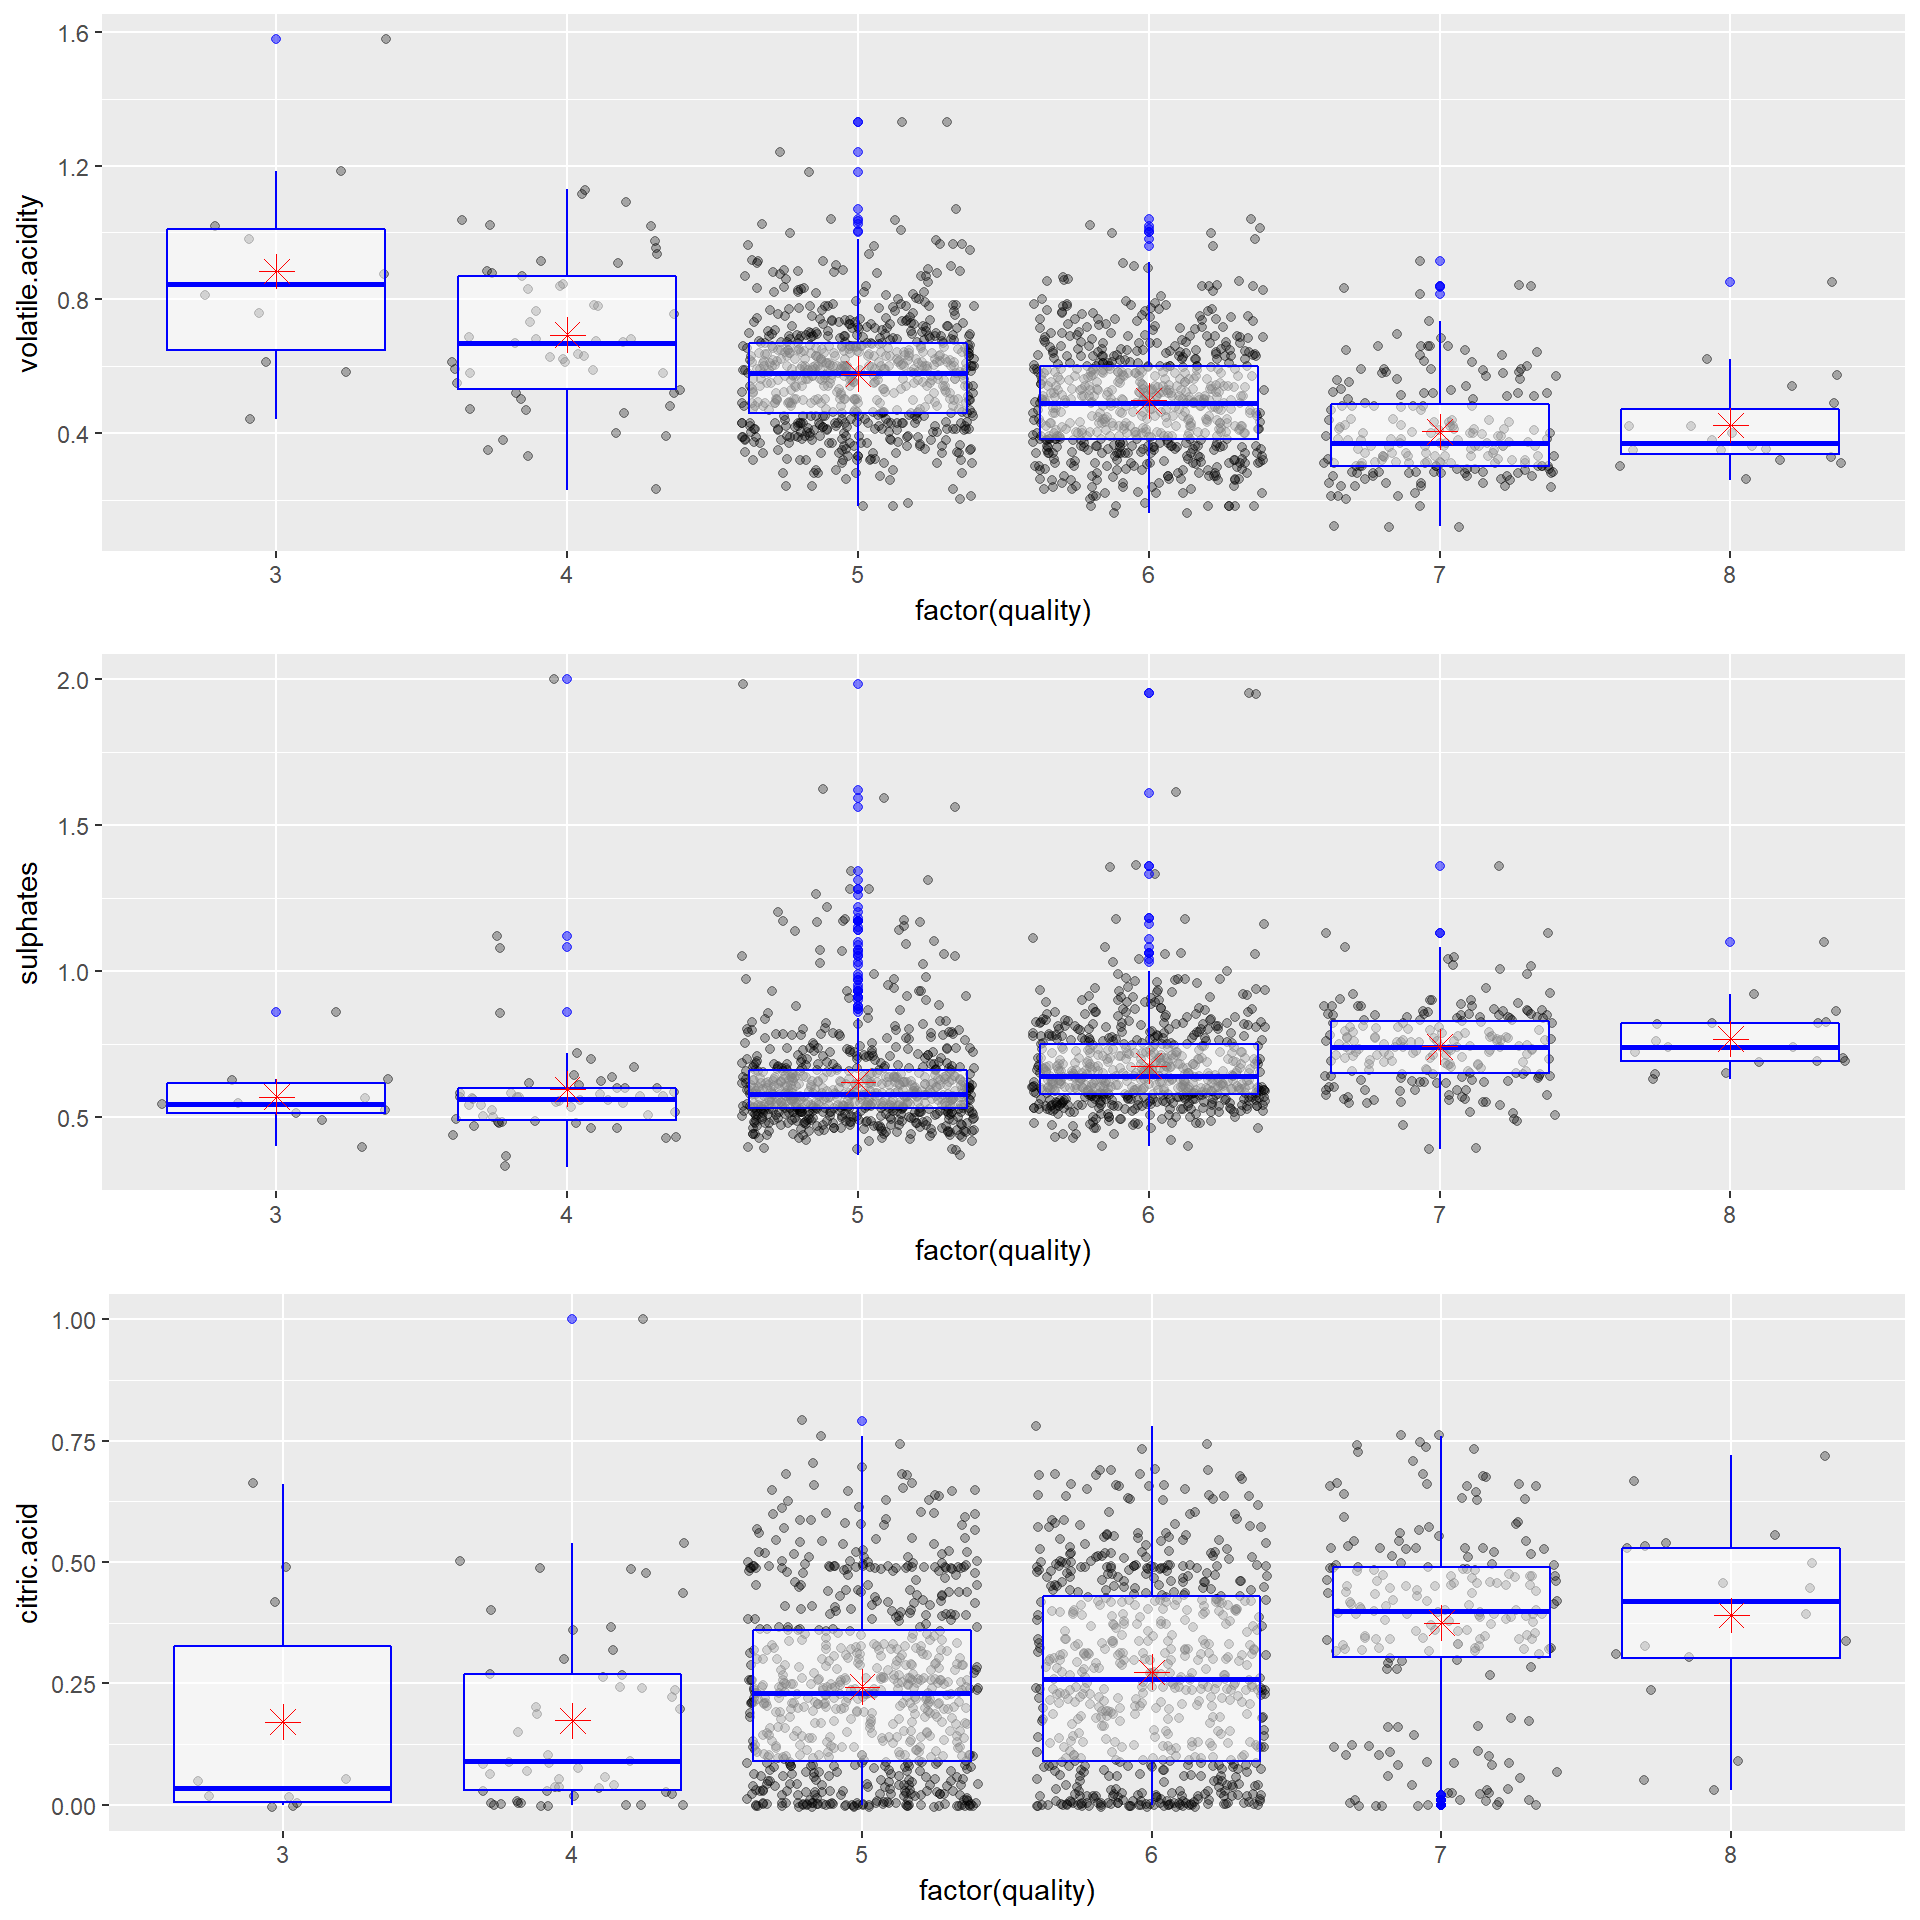 1.6
1.2
0.8
0.4
volatile.acidity
3 4 5 6 7 8
factor(quality)
2.0
1.5
1.0
0.5
sulphates
3 4 5 6 7 8
factor(quality)
1.00
0.75
0.50
0.25
0.00
citric.acid
3 4 5 6 7 8
factor(quality)